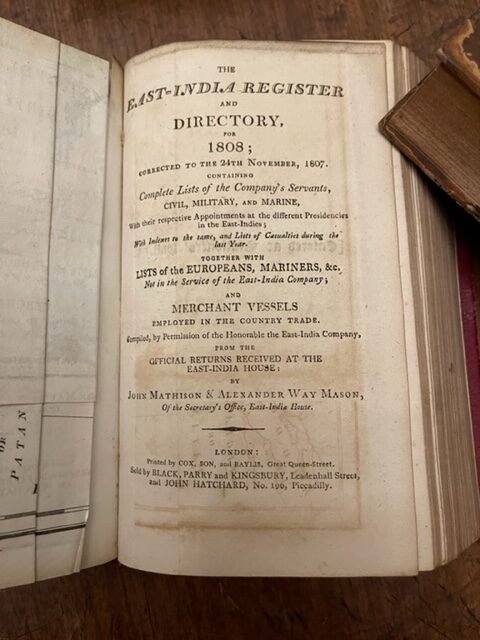 THE
EAST-INDIA REGISTER
AND
DIRECTORY,
FOR
1808;
CORRECTED TO THE 24TH NOVEMBER, 1807.
CONTAINING
Complete Lists of the Company's Servants,
CIVIL, MILITARY, AND MARINE,
With their respective Appointments at the different Presidencies
in the East-Indies;
With Indexes to the same, and Lists of Casualties during the
last Year.
TOGETHER WITH
LISTS of the EUROPEANS, MARINERS, &c.
Not in the Service of the East-India Company;
AND
MERCHANT VESSELS
EMPLOYED IN THE COUNTRY TRADE.
Compiled, by Permission of the Honorable the East-India Company,
FROM THE
OFFICIAL RETURNS RECEIVED AT THE
EAST-INDIA HOUSE:
BY
JOHN MATHISON & ALEXANDER WAY MASON,
Of the Secretary's Office, East-India House.
LONDON:
Printed by COX, SON, and BAYLIS, Great Queen-Street.
Sold by BLACK, PARRY and KINGSBURY, Leadenhall Street,
and JOHN HATCHARD, No. 190, Piccadilly.
OR
PATAN
1